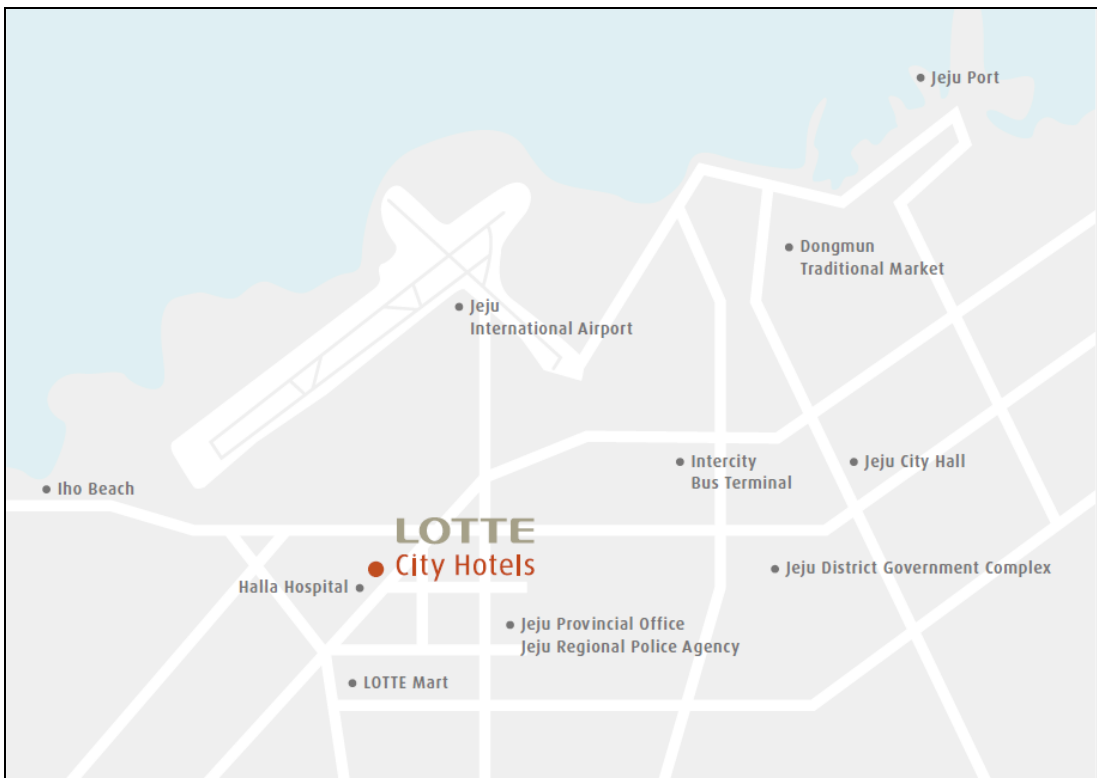 Jeju Port
Dongmun
Traditional Market
Jeju
International Airport
Intercity
Bus Terminal
Jeju City Hall
Iho Beach
LOTTE
City Hotels
Halla Hospital
Jeju District Government Complex
Jeju Provincial Office
Jeju Regional Police Agency
LOTTE Mart